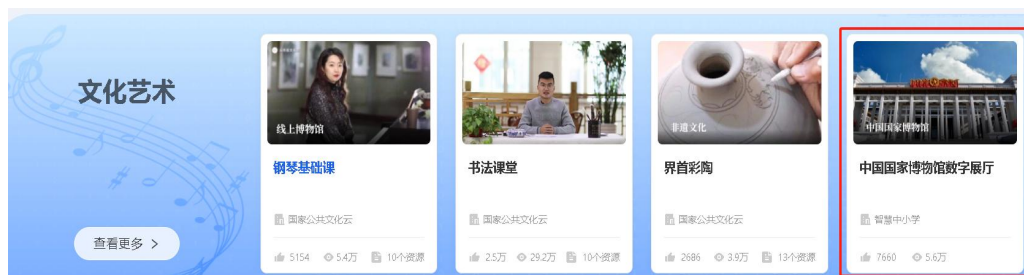 文化艺术
查看更多 >
线上博物馆
钢琴基础课
国家公共文化云
5154 5.4万 10个资源
书法课堂
国家公共文化云
2.5万 29.2万 10个资源
非遗文化
界首彩陶
国家公共文化云
2686 3.9万 13个资源
中国国家博物馆
中国国家博物馆数字展厅
智慧中小学
7660 5.6万